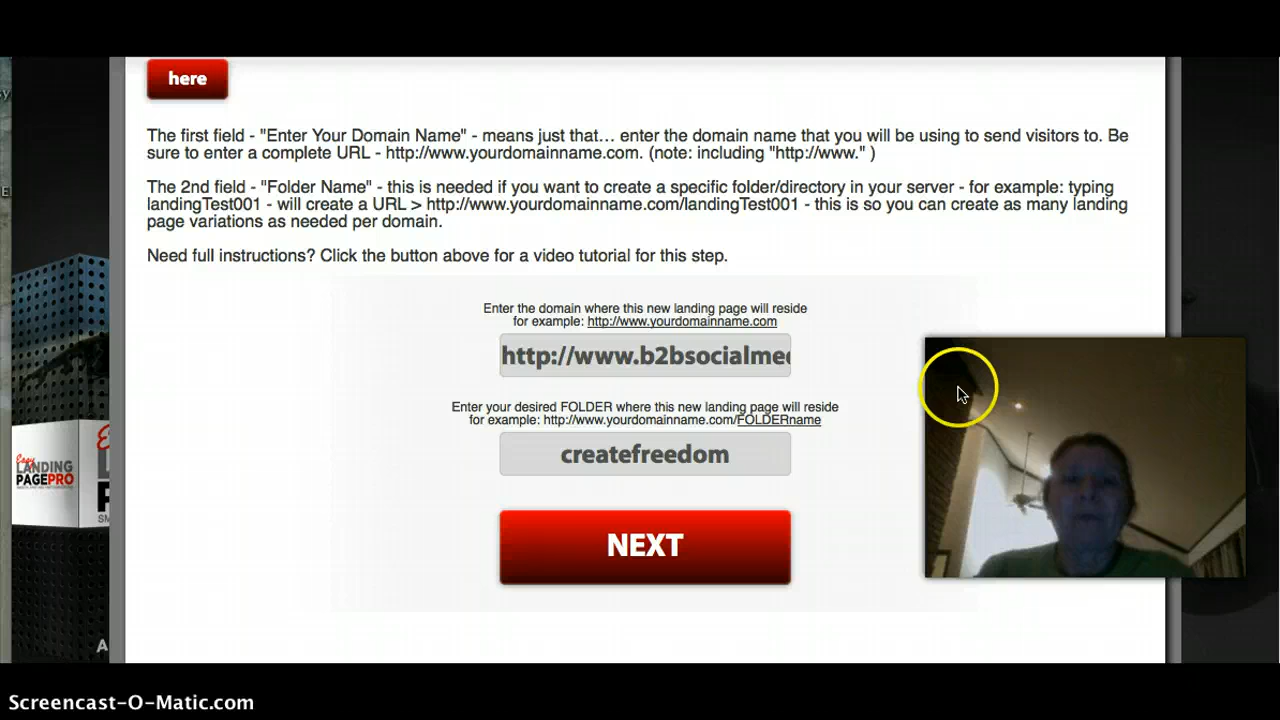 here
The first field - "Enter Your Domain Name" - means just that... enter the domain name that you will be using to send visitors to. Be
sure to enter a complete URL - http://www.yourdomainname.com. (note: including "http://www." )
The 2nd field - "Folder Name" - this is needed if you want to create a specific folder/directory in your server - for example: typing
landingTest001 - will create a URL > http://www.yourdomainname.com/landingTest001 - this is so you can create as many landing
page variations as needed per domain.
Need full instructions? Click the button above for a video tutorial for this step.
Enter the domain where this new landing page will reside
for example: http://www.yourdomainname.com
http://www.b2bsocialmed
Enter your desired FOLDER where this new landing page will reside
for example: http://www.yourdomainname.com/FOLDERname
createfreedom
NEXT
Easy
LANDING
PAGEPRO
Screencast-O-Matic.com